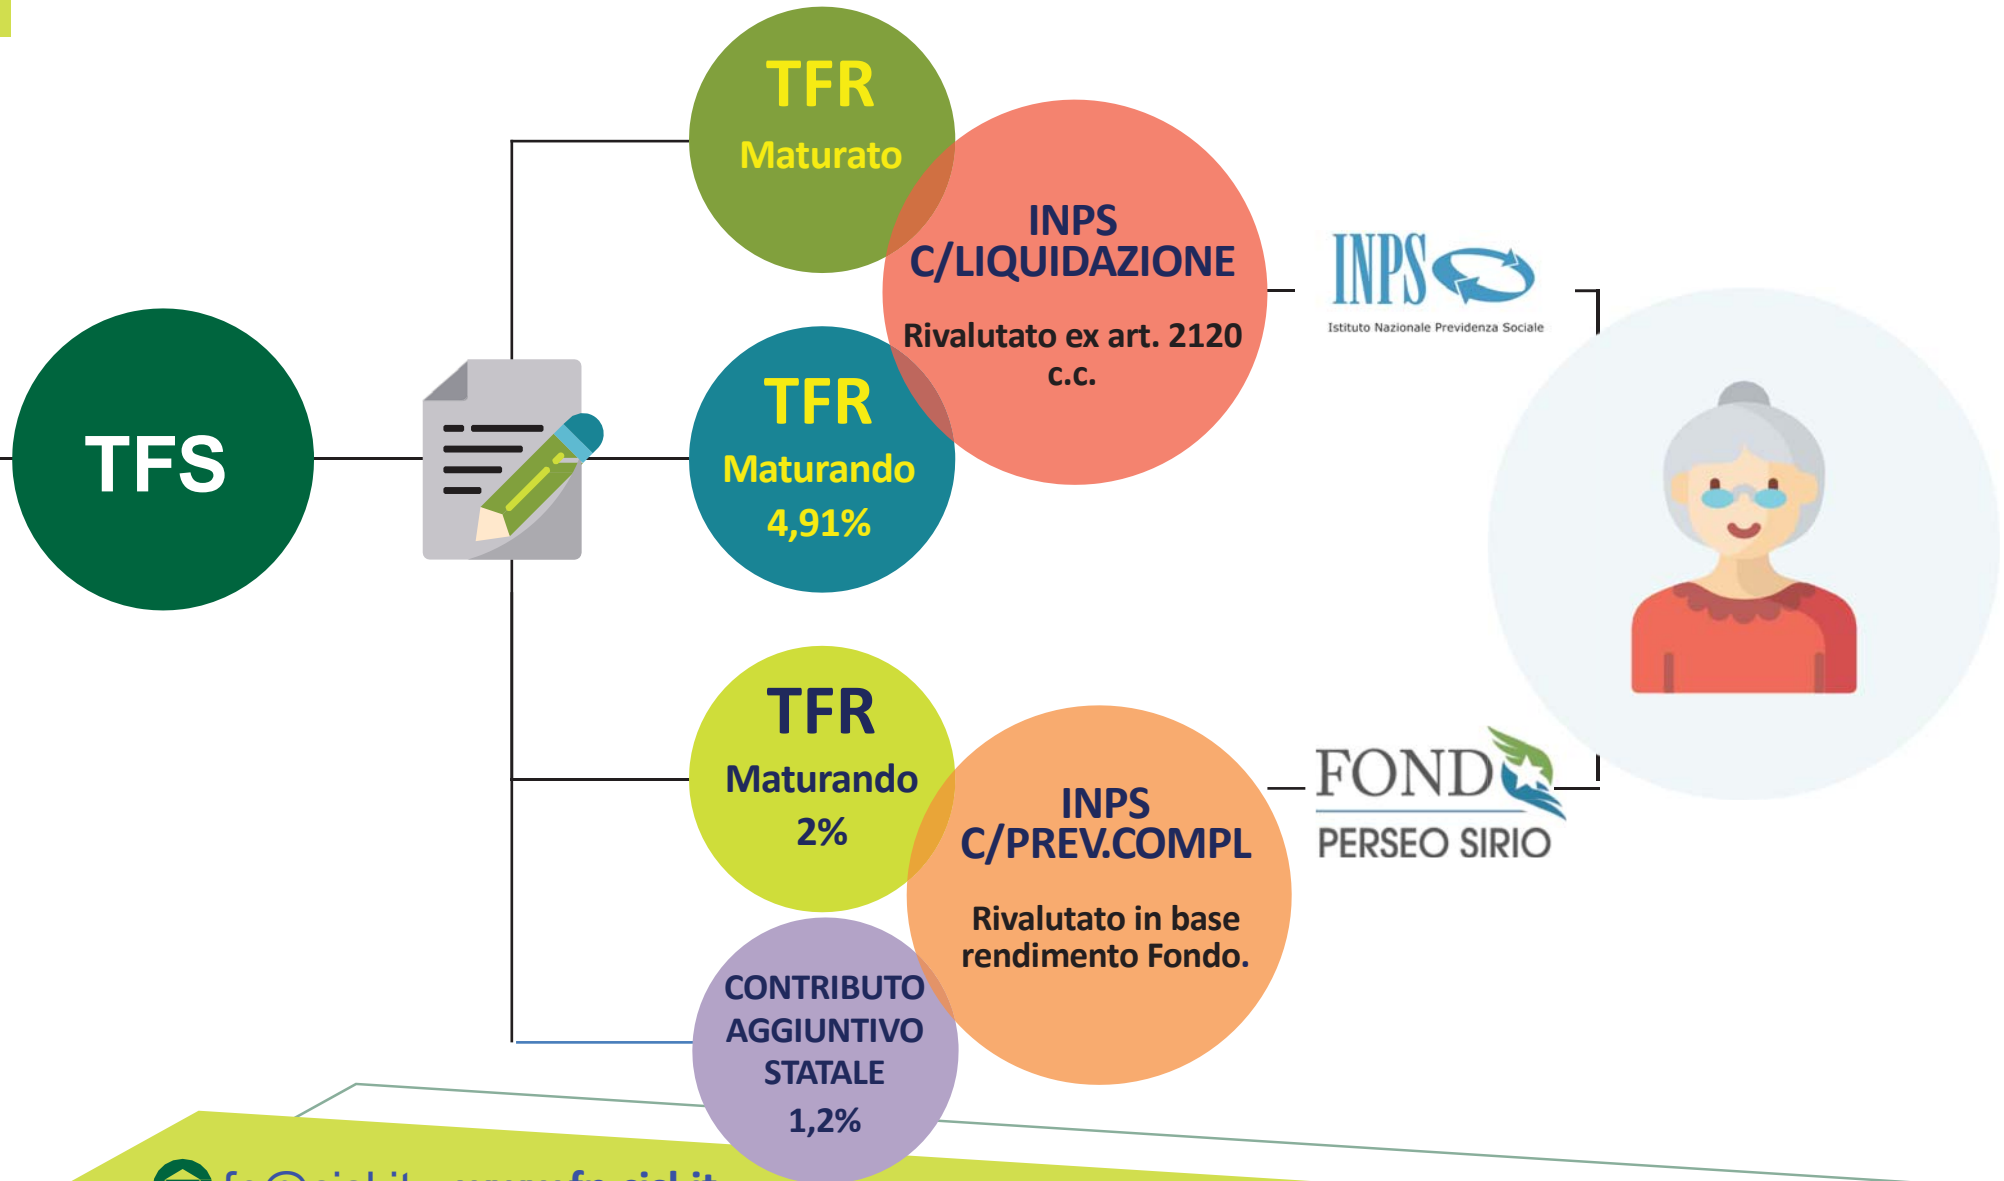 TFS
TFR
Maturato
TFR
Maturando
4,91%
TFR
Maturando
2%
CONTRIBUTO
AGGIUNTIVO
STATALE
1,2%
INPS
C/LIQUIDAZIONE
Rivalutato ex art. 2120
c.c.
INPS
C/PREV.COMPL
Rivalutato in base
rendimento Fondo.
INPS
Istituto Nazionale Previdenza Sociale
FONDO
PERSEO SIRIO